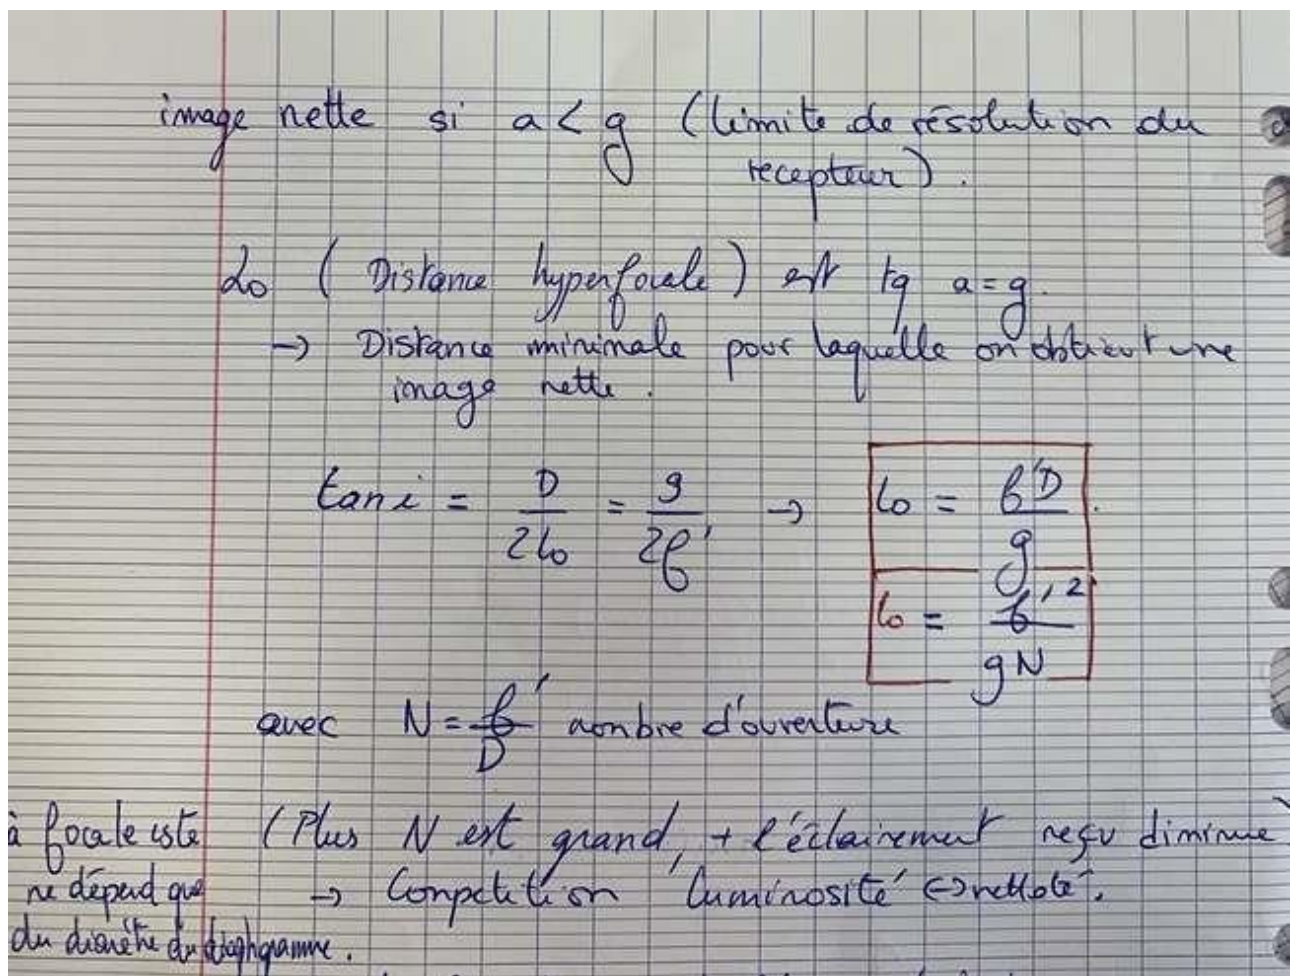 image nette si a < g (limite de résolution du
recepteur).
Lo (Distance hyperfocale) est tq a = g.
→ Distance minimale pour laquelle on obtient une
image nette.
tan i = D/2Lo = g/2f' → Lo = f'D/g.
Lo = f'²/gN
avec N = f'/D nombre d'ouverture
à focale cste (Plus N est grand, + l'éclairement reçu diminue)
ne dépend que → Compétition luminosité ↔ netteté.
du diamètre du diaphgramme.